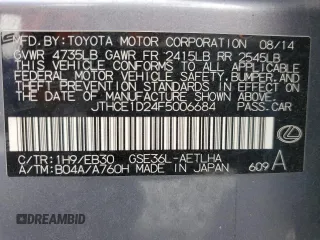 MFD. BY: TOYOTA MOTOR CORPORATION 08/14
GVWR 4735LB GAWR FR 2415LB RR 2545LB
THIS VEHICLE CONFORMS TO ALL APPLICABLE
FEDERAL MOTOR VEHICLE SAFETY, BUMPER, AND
THEFT PREVENTION STANDARDS IN EFFECT ON
THE DATE OF MANUFACTURE SHOWN ABOVE.
JTHCE1D24F5006684 PASS. CAR
C/TR: 1H9/EB30 GSE36L-AETLHA
A/TM: B04A/A760H MADE IN JAPAN 609 A
DREAMBID